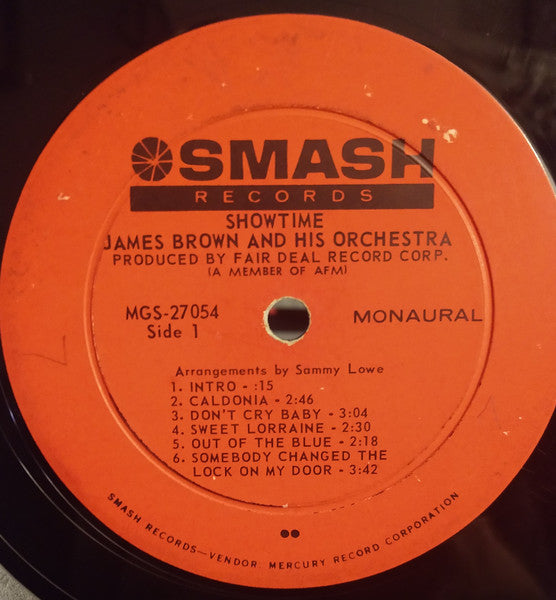 SMASH
RECORDS
SHOWTIME
JAMES BROWN AND HIS ORCHESTRA
PRODUCED BY FAIR DEAL RECORD CORP.
(A MEMBER OF AFM)
MGS-27054
Side 1
MONAURAL
Arrangements by Sammy Lowe
1. INTRO - :15
2. CALDONIA - 2:46
3. DON'T CRY BABY - 3:04
4. SWEET LORRAINE - 2:30
5. OUT OF THE BLUE - 2:18
6. SOMEBODY CHANGED THE
LOCK ON MY DOOR - 3:42
SMASH RECORDS—VENDOR: MERCURY RECORD CORPORATION